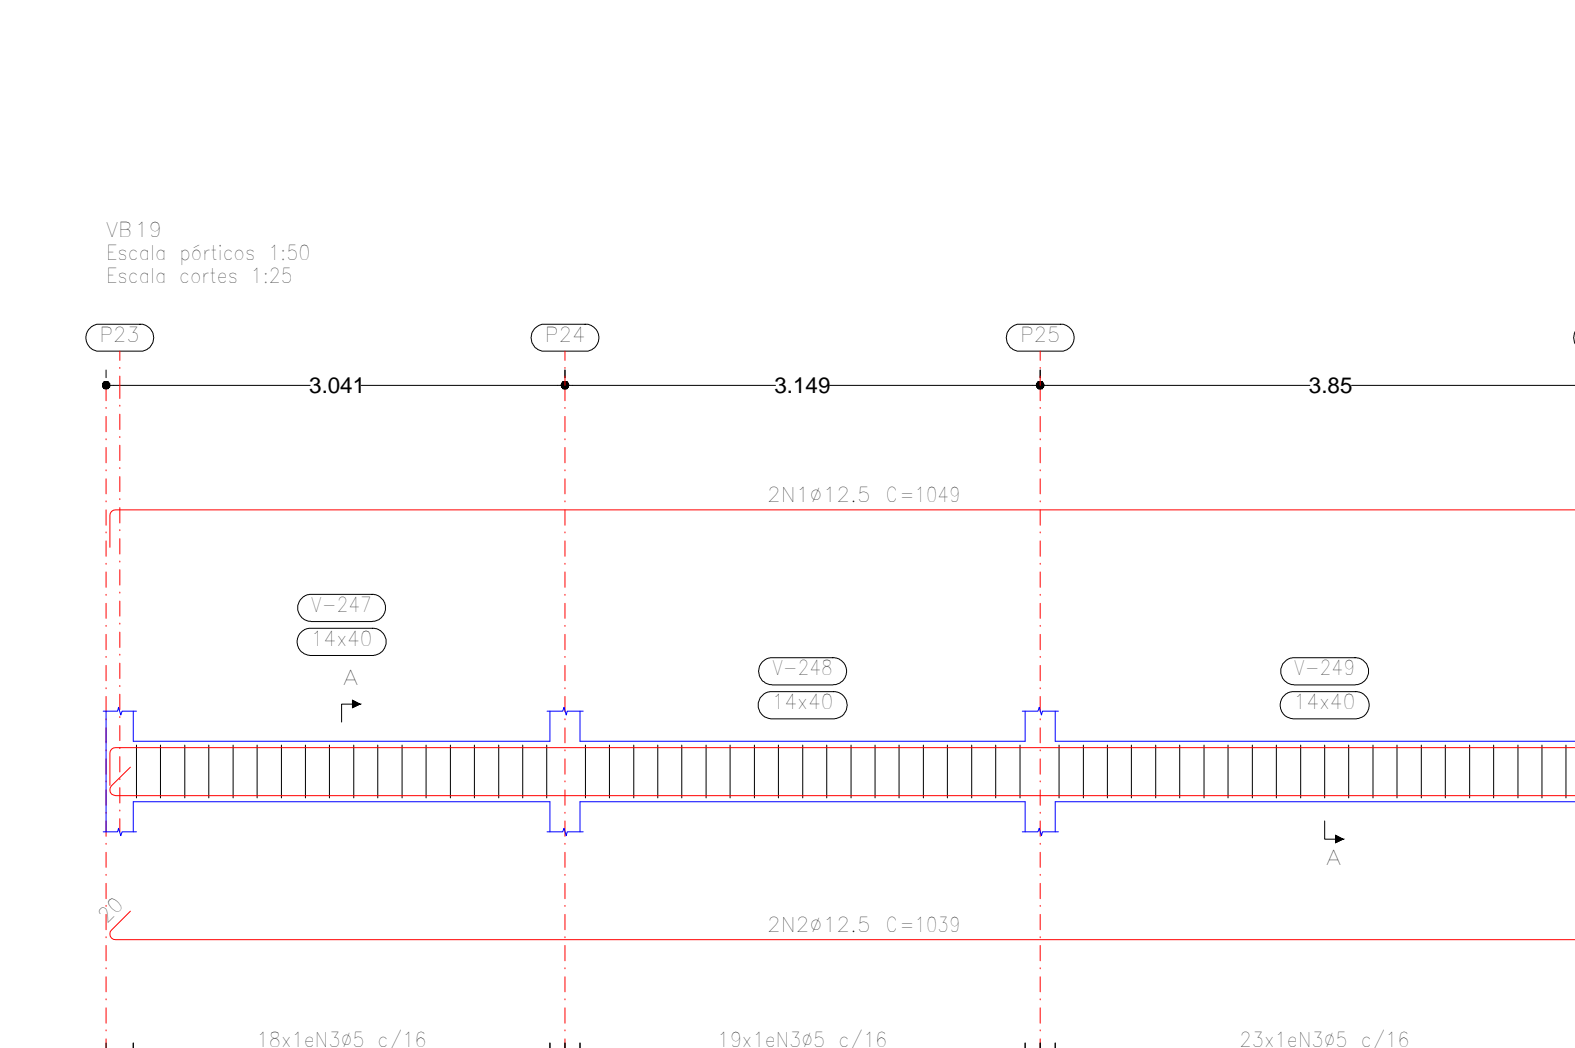 VB19
Escala pórticos 1:50
Escala cortes 1:25
P23
P24
P25
3.041
3.149
3.85
2N1ø12.5 C=1049
V-247
14x40
A
V-248
14x40
V-249
14x40
A
20
2N2ø12.5 C=1039
18x1eN3ø5 c/16
19x1eN3ø5 c/16
23x1eN3ø5 c/16